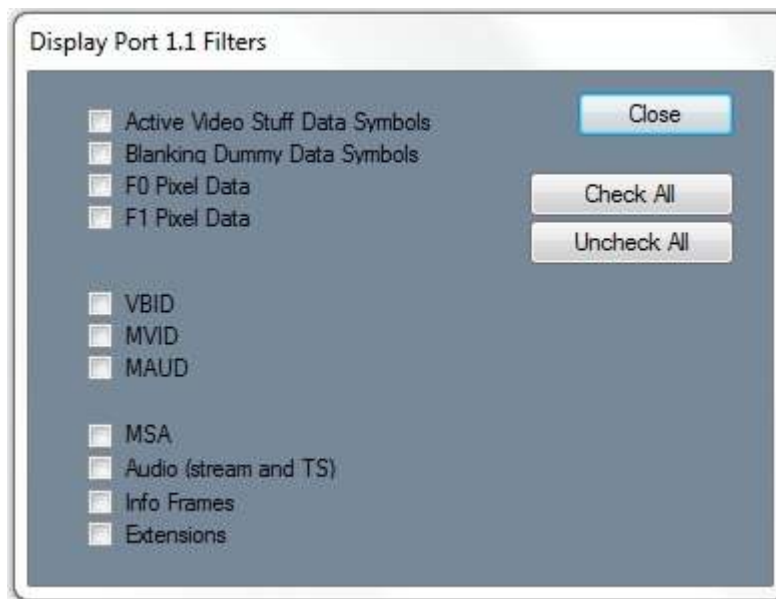 Display Port 1.1 Filters
Active Video Stuff Data Symbols
Blanking Dummy Data Symbols
F0 Pixel Data
F1 Pixel Data
VBID
MVID
MAUD
MSA
Audio (stream and TS)
Info Frames
Extensions
Close
Check All
Uncheck All